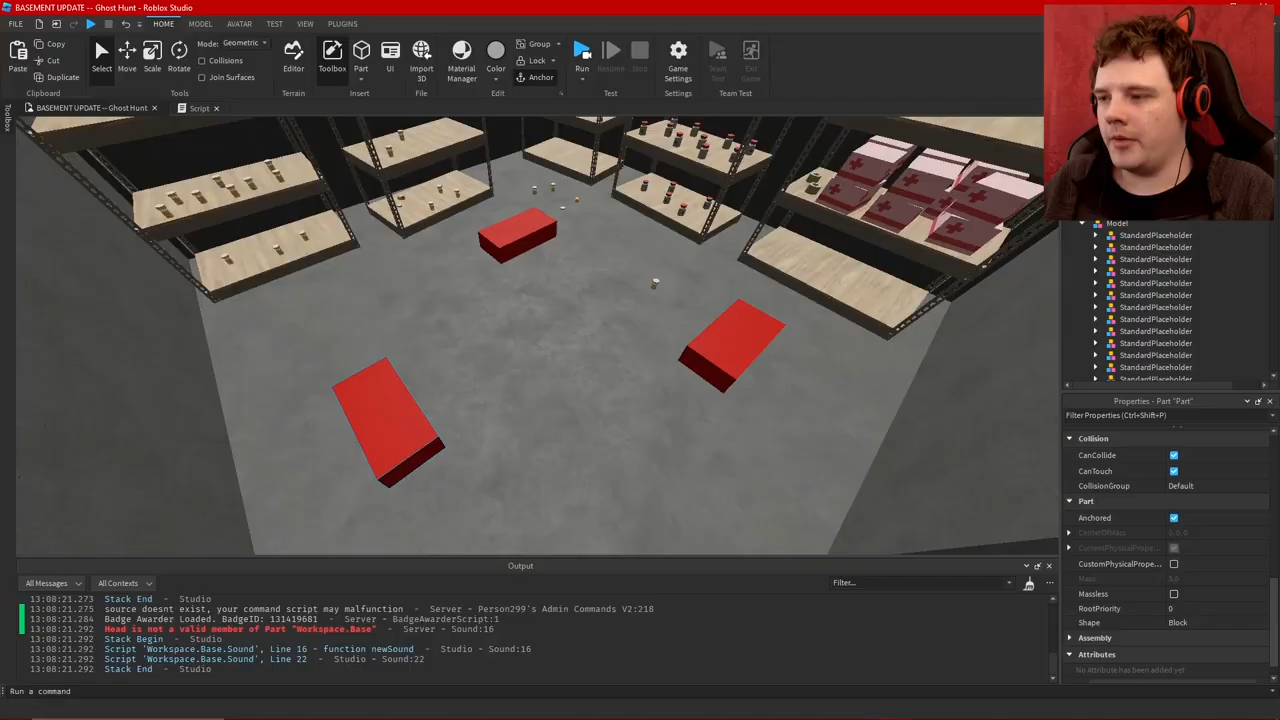 BASEMENT UPDATE -- Ghost Hunt - Roblox Studio
FILE HOME MODEL AVATAR TEST VIEW PLUGINS
Paste Copy Cut Duplicate
Clipboard
Select Move Scale Rotate
Mode: Geometric
Collisions
Join Surfaces
Tools
Editor
Terrain
Toolbox Part UI
Insert
Import 3D
File
Material Manager Color
Group
Lock
Anchor
Edit
Run Resume Stop
Test
Game Settings
Settings
Team Test Exit Game
Team Test
Toolbox
BASEMENT UPDATE -- Ghost Hunt Script
Model
StandardPlaceholder
StandardPlaceholder
StandardPlaceholder
StandardPlaceholder
StandardPlaceholder
StandardPlaceholder
StandardPlaceholder
StandardPlaceholder
StandardPlaceholder
StandardPlaceholder
StandardPlaceholder
StandardPlaceholder
StandardPlaceholder
Properties - Part "Part"
Filter Properties (Ctrl+Shift+P)
Collision
CanCollide
CanTouch
CollisionGroup Default
Part
Anchored
CenterOfMass 0,0,0
CurrentPhysicalPrope...
CustomPhysicalPrope...
Mass
Massless
RootPriority 0
Shape Block
Assembly
Attributes
No Attribute has been added yet
Output
All Messages All Contexts Filter...
13:08:21.273 Stack End - Studio
13:08:21.275 source doesnt exist, your command script may malfunction - Server - Person299's Admin Commands V2:218
13:08:21.284 Badge Awarder Loaded. BadgeID: 131419681 - Server - BadgeAwarderScript:1
13:08:21.292 Head is not a valid member of Part "Workspace.Base" - Server - Sound:16
13:08:21.292 Stack Begin - Studio
13:08:21.292 Script 'Workspace.Base.Sound', Line 16 - function newSound - Studio - Sound:16
13:08:21.292 Script 'Workspace.Base.Sound', Line 22 - Studio - Sound:22
13:08:21.292 Stack End - Studio
Run a command